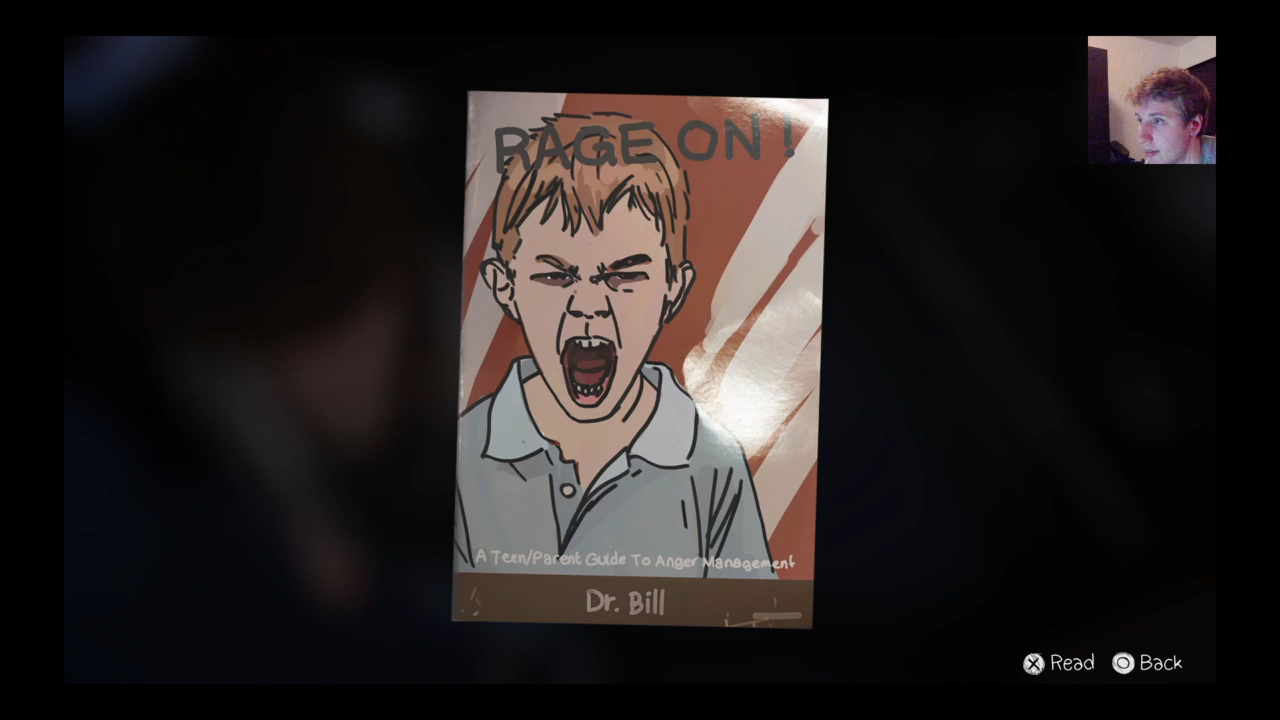 RAGE ON !
A Teen/Parent Guide To Anger Management
Dr. Bill
Read Back